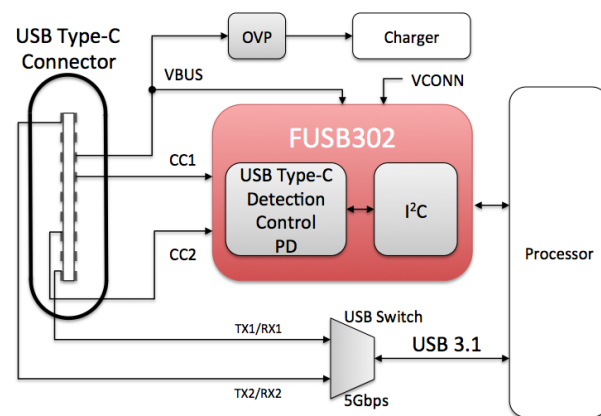 USB Type-C
Connector
OVP
Charger
VBUS
VCONN
FUSB302
CC1
USB Type-C
Detection
Control
PD
I²C
CC2
Processor
USB Switch
TX1/RX1
USB 3.1
TX2/RX2
5Gbps